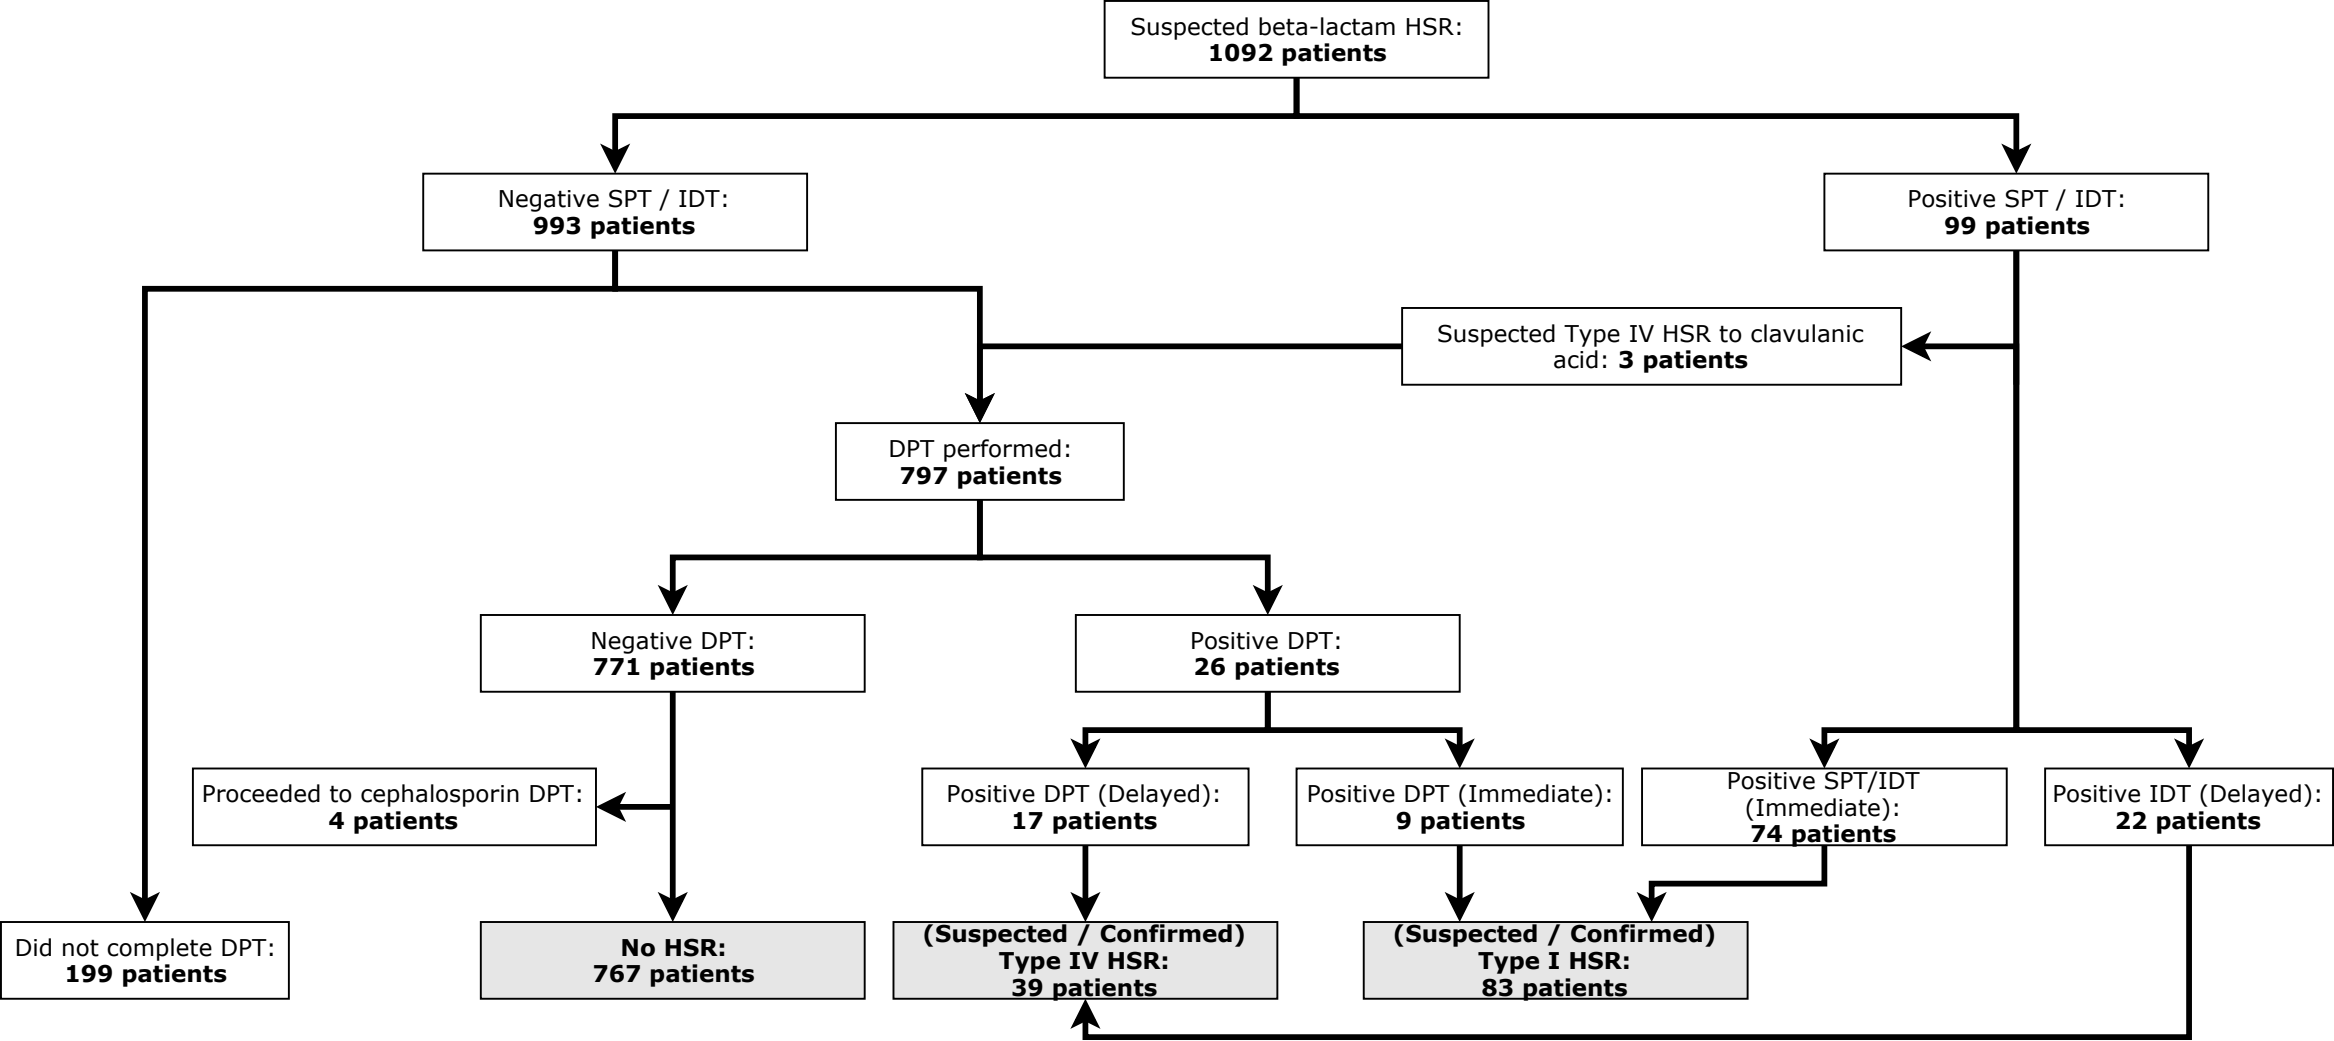 Suspected beta-lactam HSR:
1092 patients
Negative SPT / IDT:
993 patients
Positive SPT / IDT:
99 patients
Suspected Type IV HSR to clavulanic
acid: 3 patients
DPT performed:
797 patients
Negative DPT:
771 patients
Positive DPT:
26 patients
Proceeded to cephalosporin DPT:
4 patients
Positive DPT (Delayed):
17 patients
Positive DPT (Immediate):
9 patients
Positive SPT/IDT
(Immediate):
74 patients
Positive IDT (Delayed):
22 patients
Did not complete DPT:
199 patients
No HSR:
767 patients
(Suspected / Confirmed)
Type IV HSR:
39 patients
(Suspected / Confirmed)
Type I HSR:
83 patients